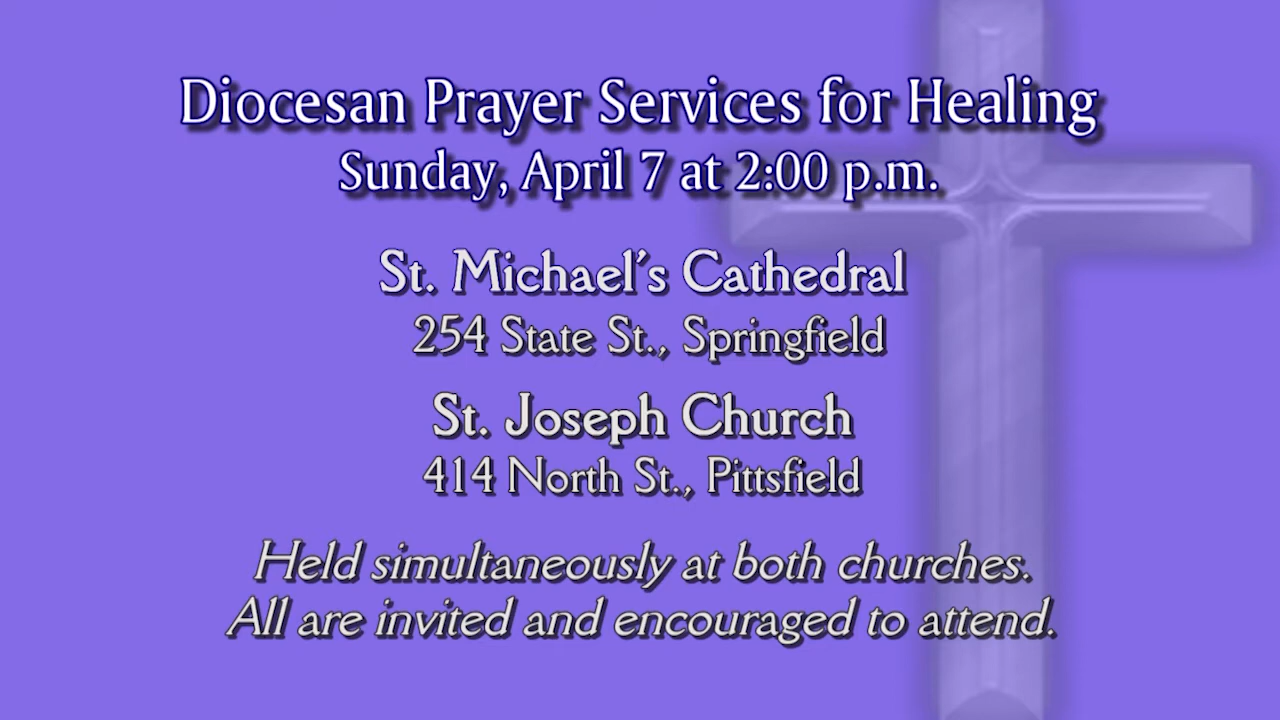 Diocesan Prayer Services for Healing
Sunday, April 7 at 2:00 p.m.
St. Michael's Cathedral
254 State St., Springfield
St. Joseph Church
414 North St., Pittsfield
Held simultaneously at both churches.
All are invited and encouraged to attend.